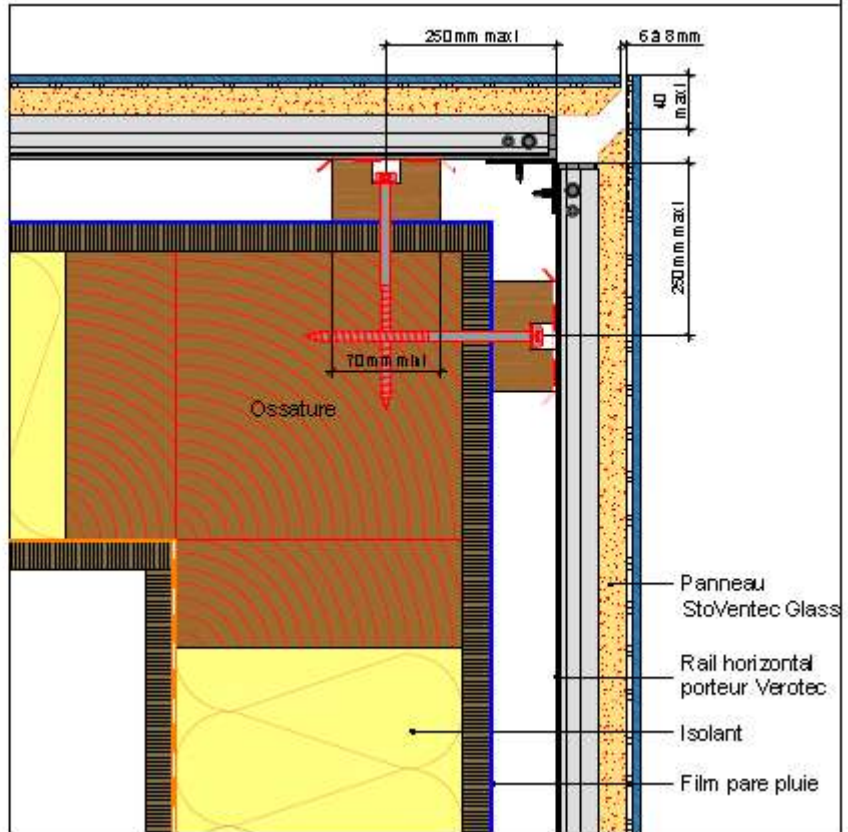 250mm maxi
6 à 8mm
40
maxi
250mm maxi
70mm mini
Ossature
Panneau
StoVentec Glass
Rail horizontal
porteur Verotec
Isolant
Film pare pluie